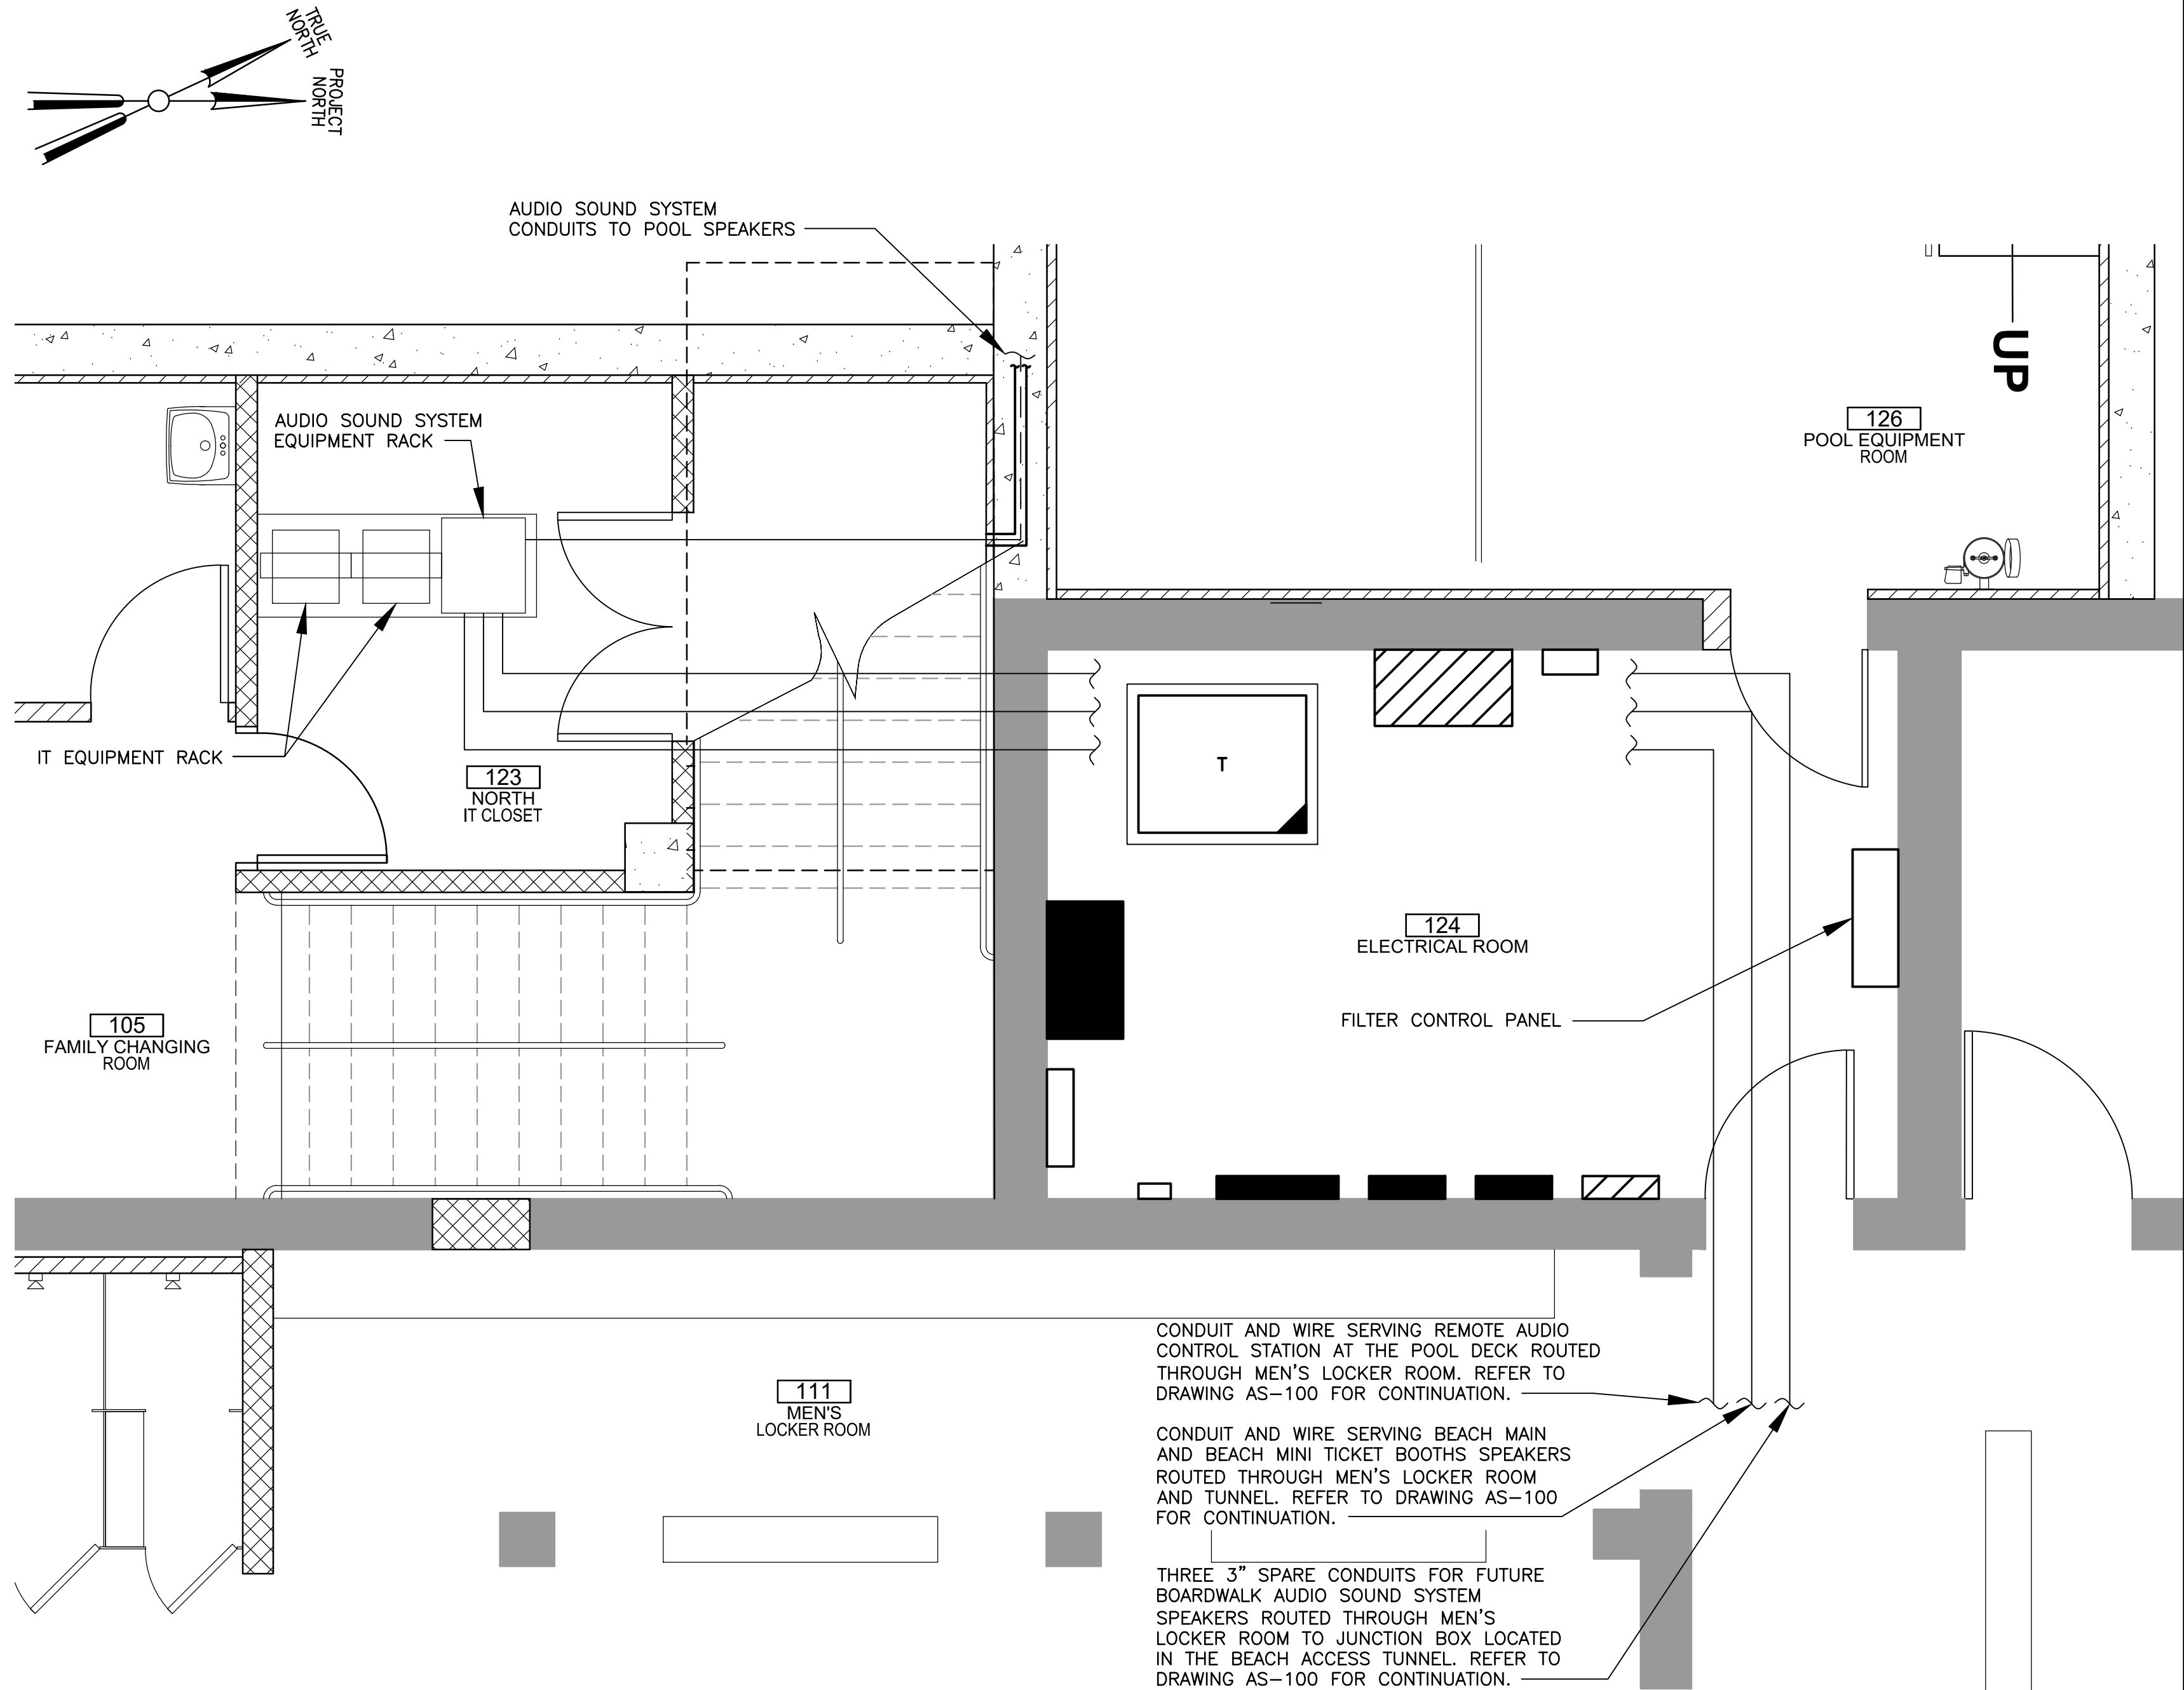 TRUE
NORTH
PROJECT
NORTH
AUDIO SOUND SYSTEM
CONDUITS TO POOL SPEAKERS
UP
126
POOL EQUIPMENT
ROOM
AUDIO SOUND SYSTEM
EQUIPMENT RACK
IT EQUIPMENT RACK
123
NORTH
IT CLOSET
T
124
ELECTRICAL ROOM
FILTER CONTROL PANEL
105
FAMILY CHANGING
ROOM
111
MEN'S
LOCKER ROOM
CONDUIT AND WIRE SERVING REMOTE AUDIO
CONTROL STATION AT THE POOL DECK ROUTED
THROUGH MEN'S LOCKER ROOM. REFER TO
DRAWING AS-100 FOR CONTINUATION.
CONDUIT AND WIRE SERVING BEACH MAIN
AND BEACH MINI TICKET BOOTHS SPEAKERS
ROUTED THROUGH MEN'S LOCKER ROOM
AND TUNNEL. REFER TO DRAWING AS-100
FOR CONTINUATION.
THREE 3" SPARE CONDUITS FOR FUTURE
BOARDWALK AUDIO SOUND SYSTEM
SPEAKERS ROUTED THROUGH MEN'S
LOCKER ROOM TO JUNCTION BOX LOCATED
IN THE BEACH ACCESS TUNNEL. REFER TO
DRAWING AS-100 FOR CONTINUATION.